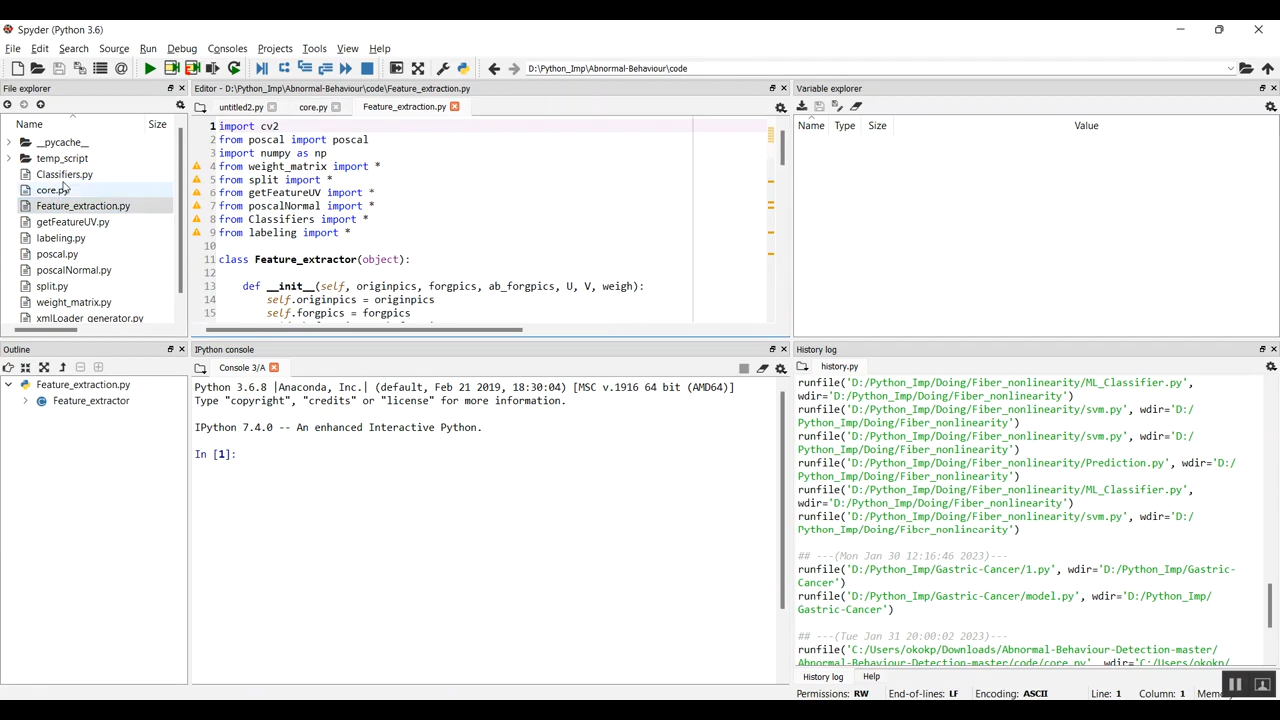 Spyder (Python 3.6)
File Edit Search Source Run Debug Consoles Projects Tools View Help
D:\Python_Imp\Abnormal-Behaviour\code
File explorer
Name Size
__pycache__
temp_script
Classifiers.py
core.py
Feature_extraction.py
getFeatureUV.py
labeling.py
poscal.py
poscalNormal.py
split.py
weight_matrix.py
xmlLoader_generator.py
Editor - D:\Python_Imp\Abnormal-Behaviour\code\Feature_extraction.py
untitled2.py core.py Feature_extraction.py
1 import cv2
2 from poscal import poscal
3 import numpy as np
4 from weight_matrix import *
5 from split import *
6 from getFeatureUV import *
7 from poscalNormal import *
8 from Classifiers import *
9 from labeling import *
10
11 class Feature_extractor(object):
12
13 def __init__(self, originpics, forgpics, ab_forgpics, U, V, weigh):
14 self.originpics = originpics
15 self.forgpics = forgpics
Variable explorer
Name Type Size Value
Outline
Feature_extraction.py
Feature_extractor
IPython console
Console 3/A
Python 3.6.8 |Anaconda, Inc.| (default, Feb 21 2019, 18:30:04) [MSC v.1916 64 bit (AMD64)]
Type "copyright", "credits" or "license" for more information.
IPython 7.4.0 -- An enhanced Interactive Python.
In [1]:
History log
history.py
runfile('D:/Python_Imp/Doing/Fiber_nonlinearity/ML_Classifier.py',
wdir='D:/Python_Imp/Doing/Fiber_nonlinearity')
runfile('D:/Python_Imp/Doing/Fiber_nonlinearity/svm.py', wdir='D:/
Python_Imp/Doing/Fiber_nonlinearity')
runfile('D:/Python_Imp/Doing/Fiber_nonlinearity/svm.py', wdir='D:/
Python_Imp/Doing/Fiber_nonlinearity')
runfile('D:/Python_Imp/Doing/Fiber_nonlinearity/Prediction.py', wdir='D:/
Python_Imp/Doing/Fiber_nonlinearity')
runfile('D:/Python_Imp/Doing/Fiber_nonlinearity/ML_Classifier.py',
wdir='D:/Python_Imp/Doing/Fiber_nonlinearity')
runfile('D:/Python_Imp/Doing/Fiber_nonlinearity/svm.py', wdir='D:/
Python_Imp/Doing/Fiber_nonlinearity')
## ---(Mon Jan 30 12:16:46 2023)---
runfile('D:/Python_Imp/Gastric-Cancer/1.py', wdir='D:/Python_Imp/Gastric-
Cancer')
runfile('D:/Python_Imp/Gastric-Cancer/model.py', wdir='D:/Python_Imp/
Gastric-Cancer')
## ---(Tue Jan 31 20:00:02 2023)---
runfile('C:/Users/okokp/Downloads/Abnormal-Behaviour-Detection-master/
Abnormal-Behaviour-Detection-master/code/core.py', wdir='C:/Users/okokp/
History log Help
Permissions: RW End-of-lines: LF Encoding: ASCII Line: 1 Column: 1